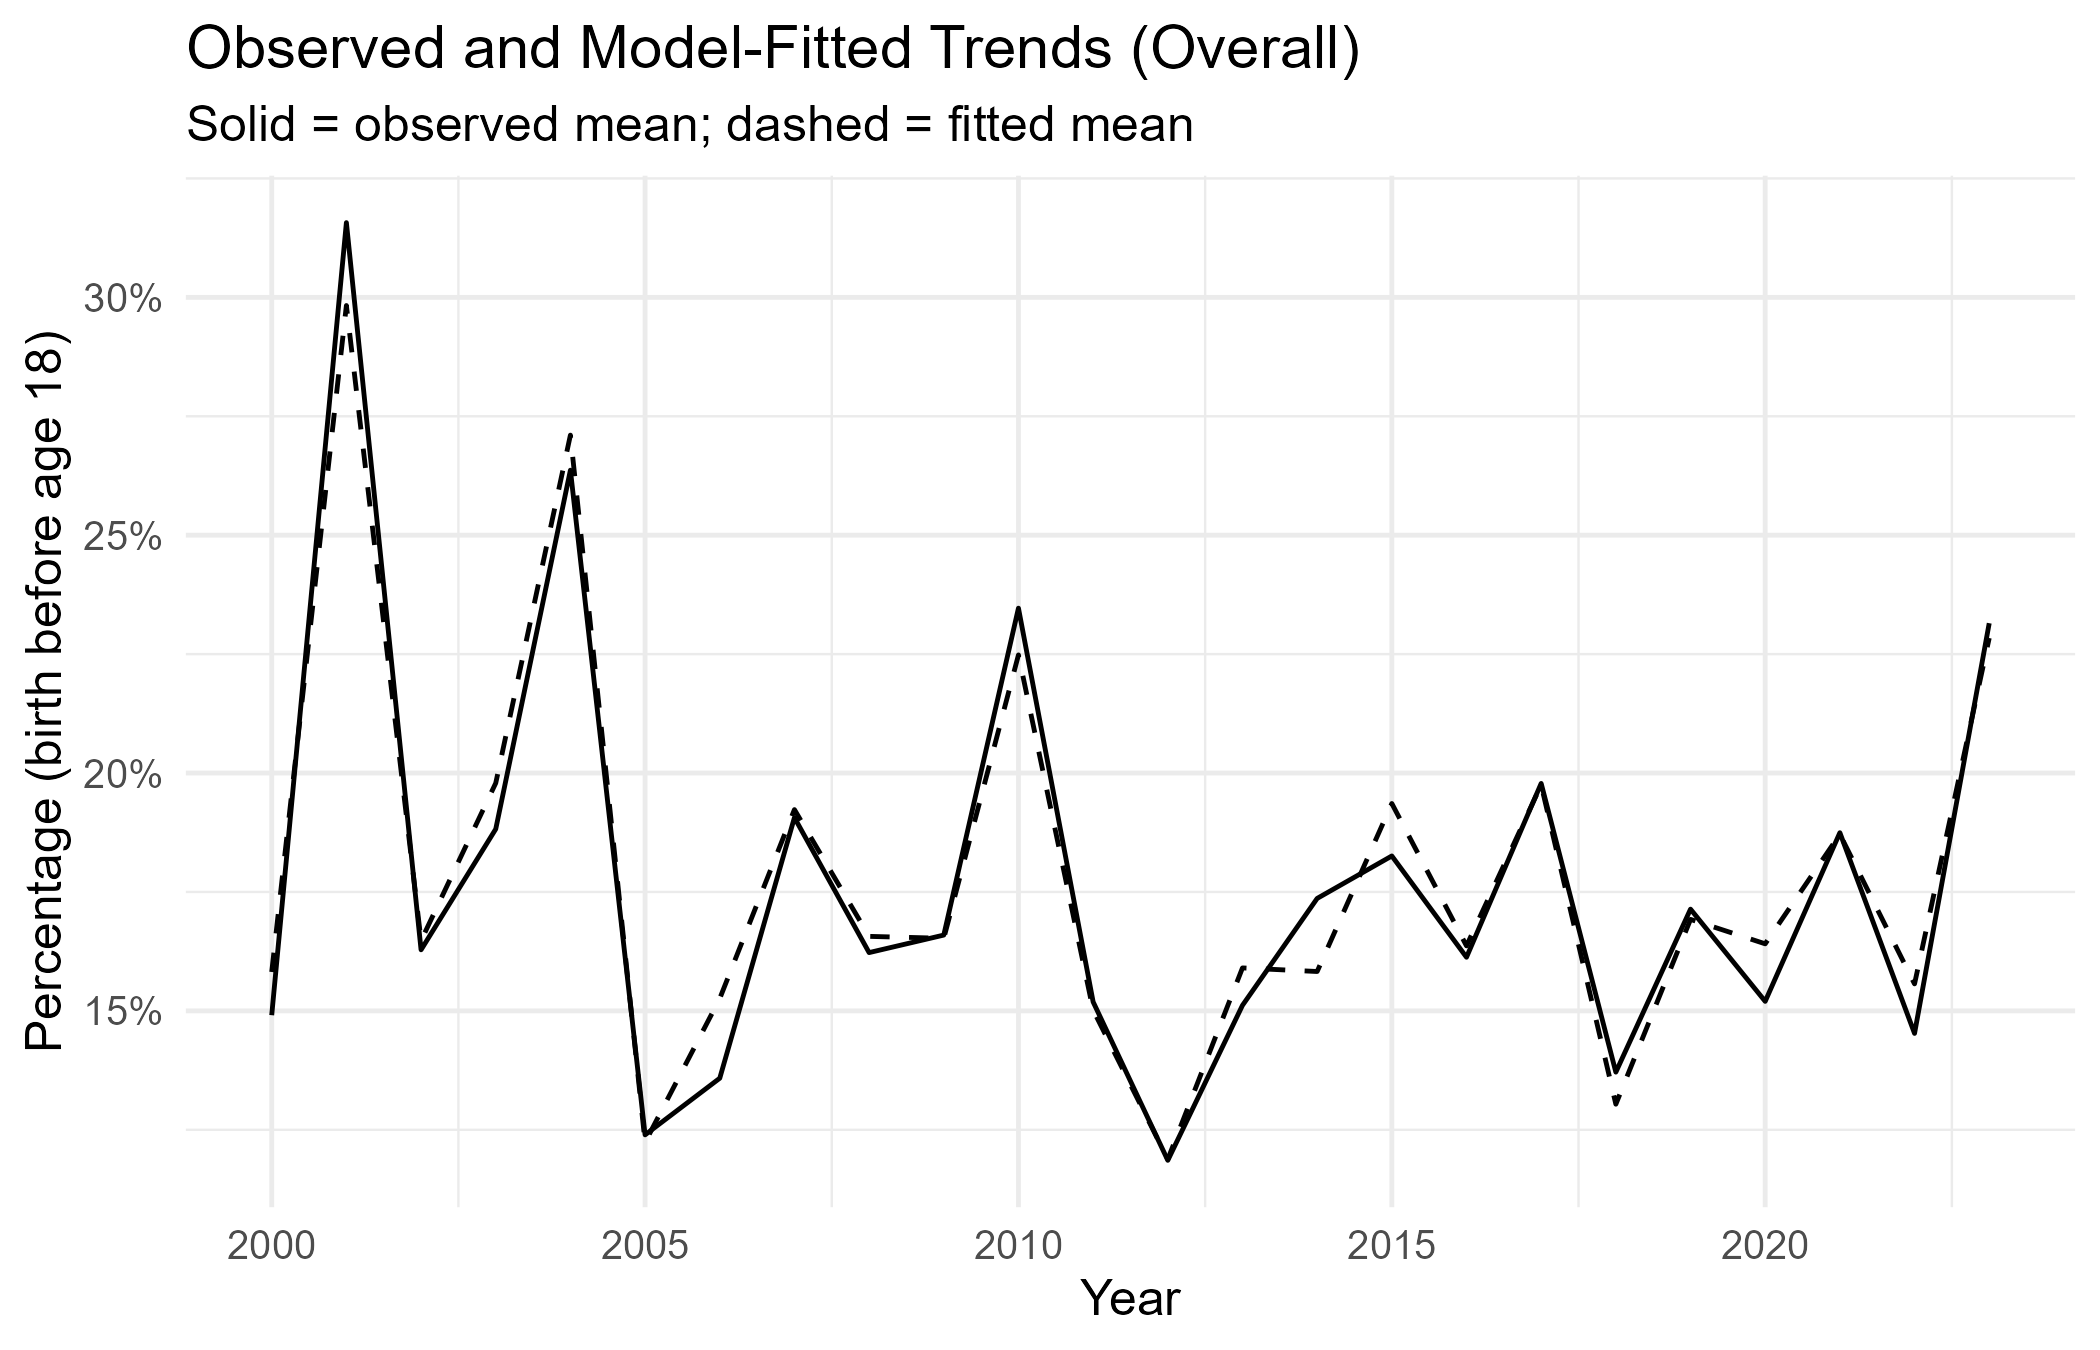 Observed and Model-Fitted Trends (Overall)
Solid = observed mean; dashed = fitted mean
Percentage (birth before age 18)
30%
25%
20%
15%
2000 2005 2010 2015 2020
Year